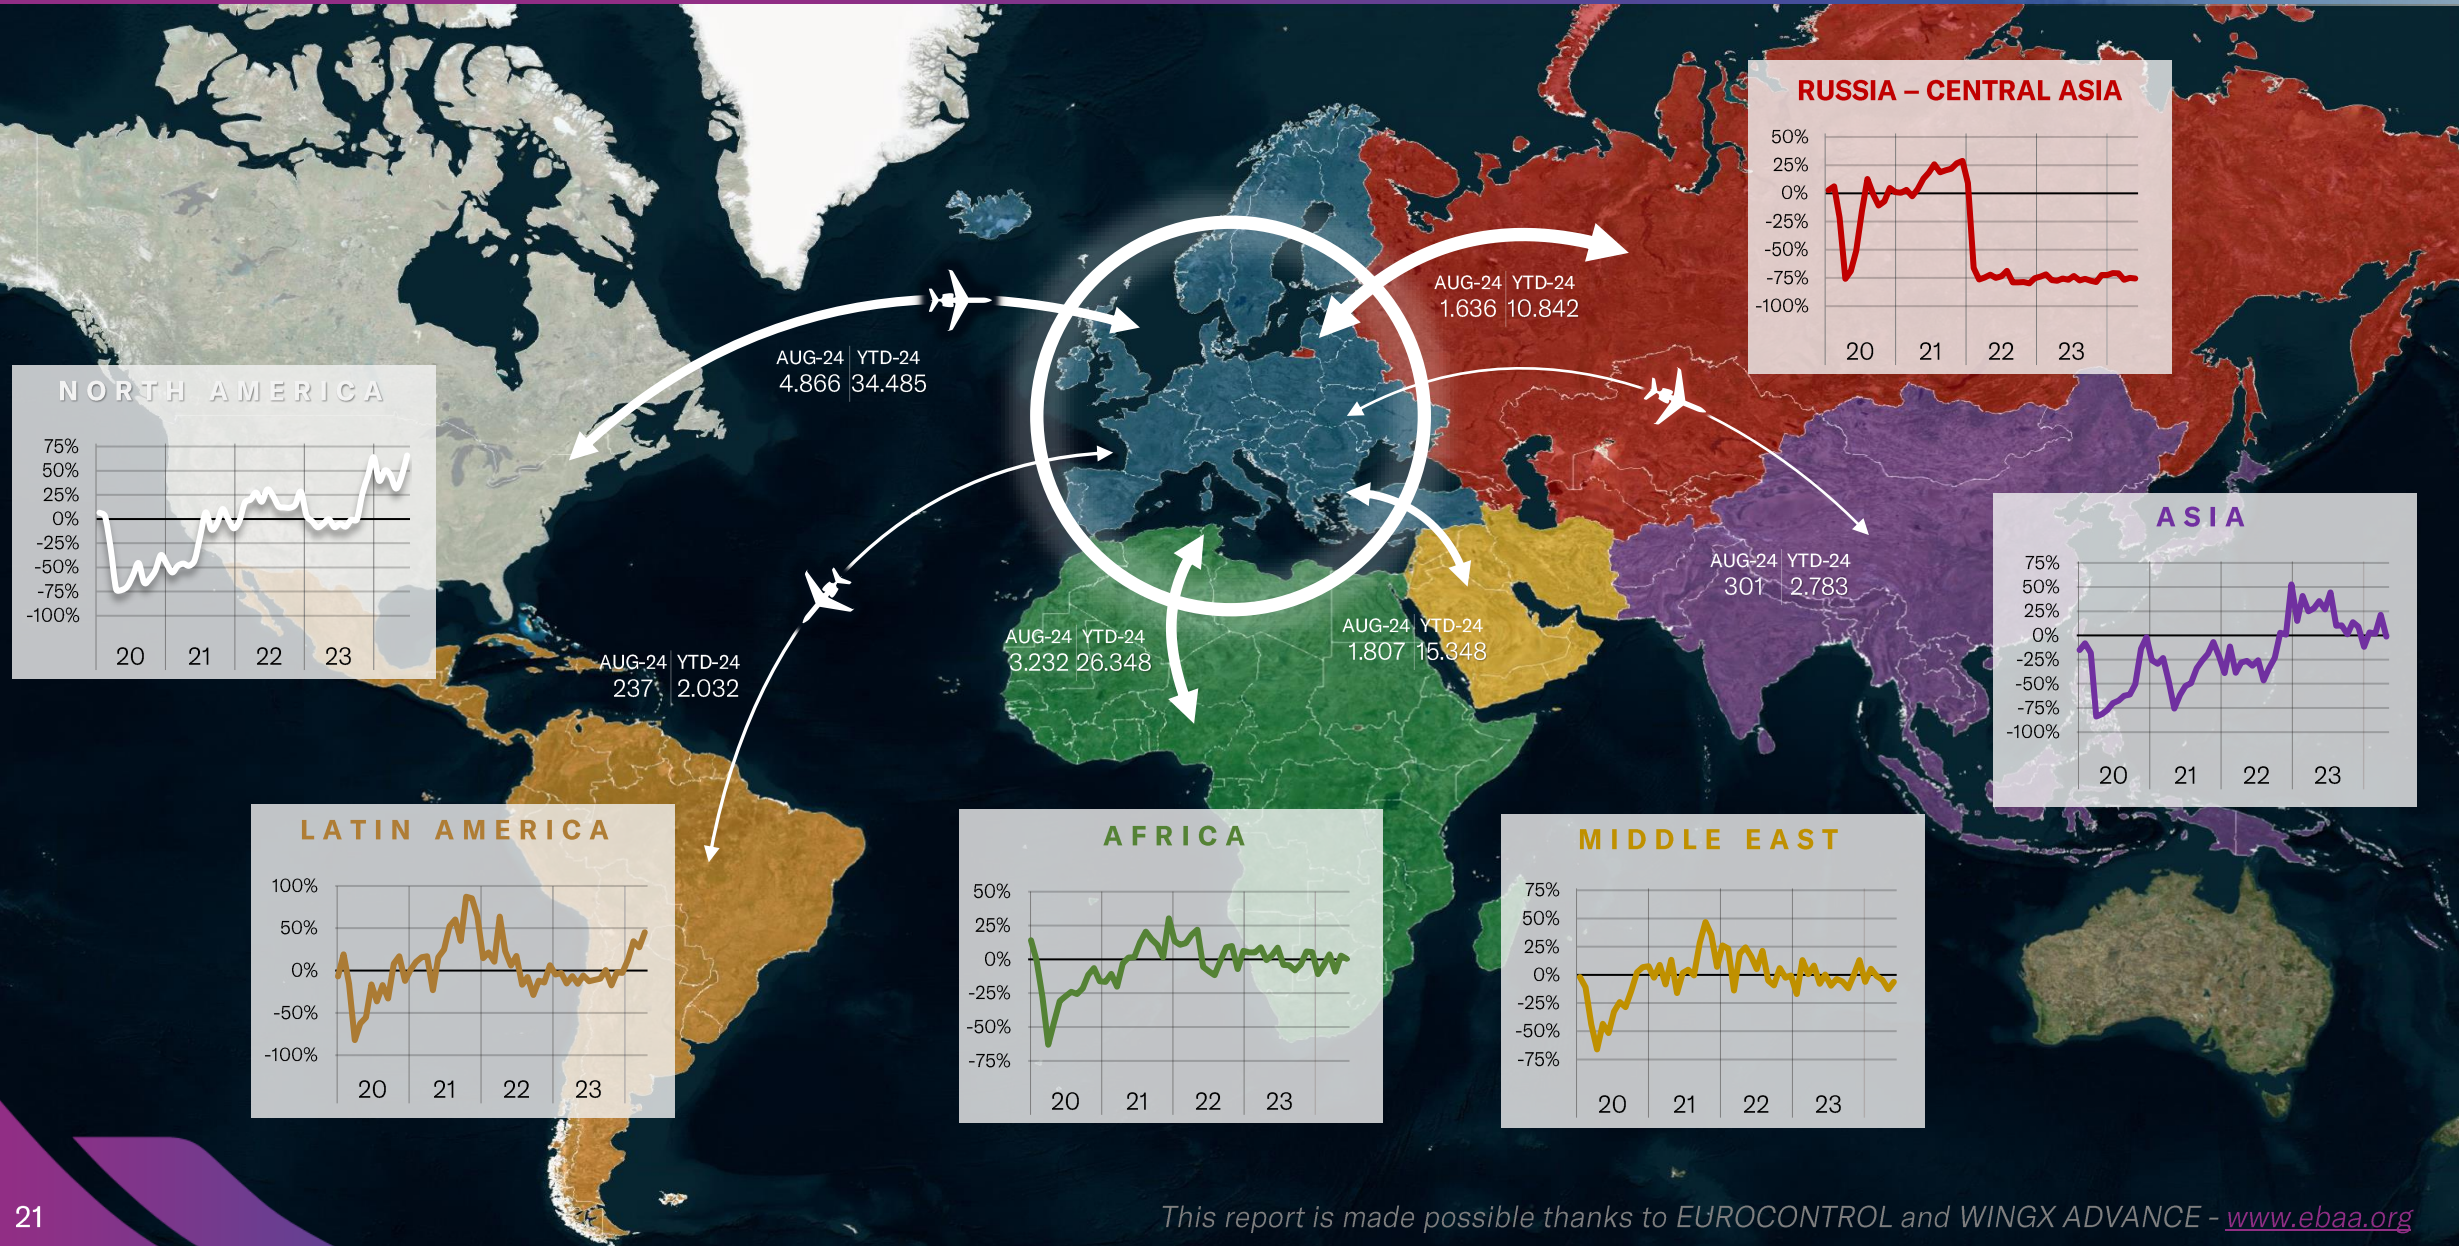 RUSSIA – CENTRAL ASIA
50%
25%
0%
-25%
-50%
-75%
-100%
20 21 22 23
AUG-24 YTD-24
1.636 10.842
AUG-24 YTD-24
4.866 34.485
NORTH AMERICA
75%
50%
25%
0%
-25%
-50%
-75%
-100%
20 21 22 23
ASIA
75%
50%
25%
0%
-25%
-50%
-75%
-100%
20 21 22 23
AUG-24 YTD-24
301 2.783
AUG-24 YTD-24
1.807 15.348
AUG-24 YTD-24
3.232 26.348
AUG-24 YTD-24
237 2.032
LATIN AMERICA
100%
50%
0%
-50%
-100%
20 21 22 23
AFRICA
50%
25%
0%
-25%
-50%
-75%
20 21 22 23
MIDDLE EAST
75%
50%
25%
0%
-25%
-50%
-75%
20 21 22 23
21
This report is made possible thanks to EUROCONTROL and WINGX ADVANCE - www.ebaa.org